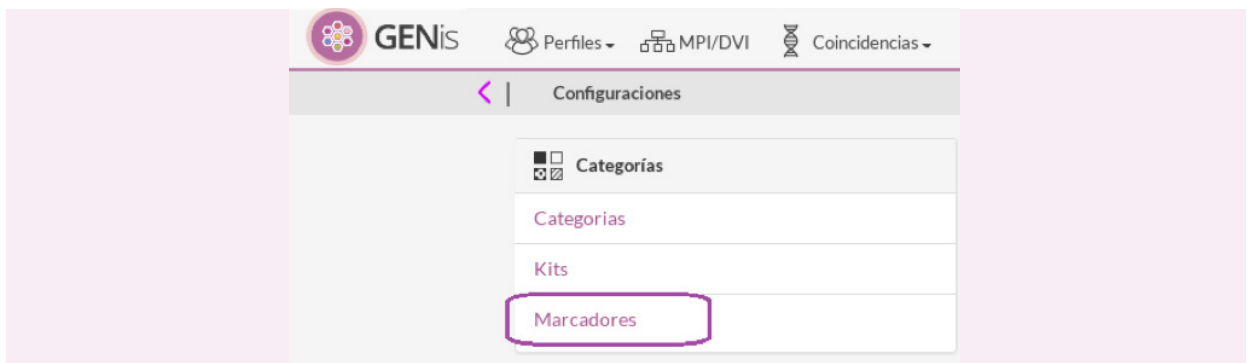 GENis Perfiles MPI/DVI Coincidencias
Configuraciones
Categorías
Categorias
Kits
Marcadores